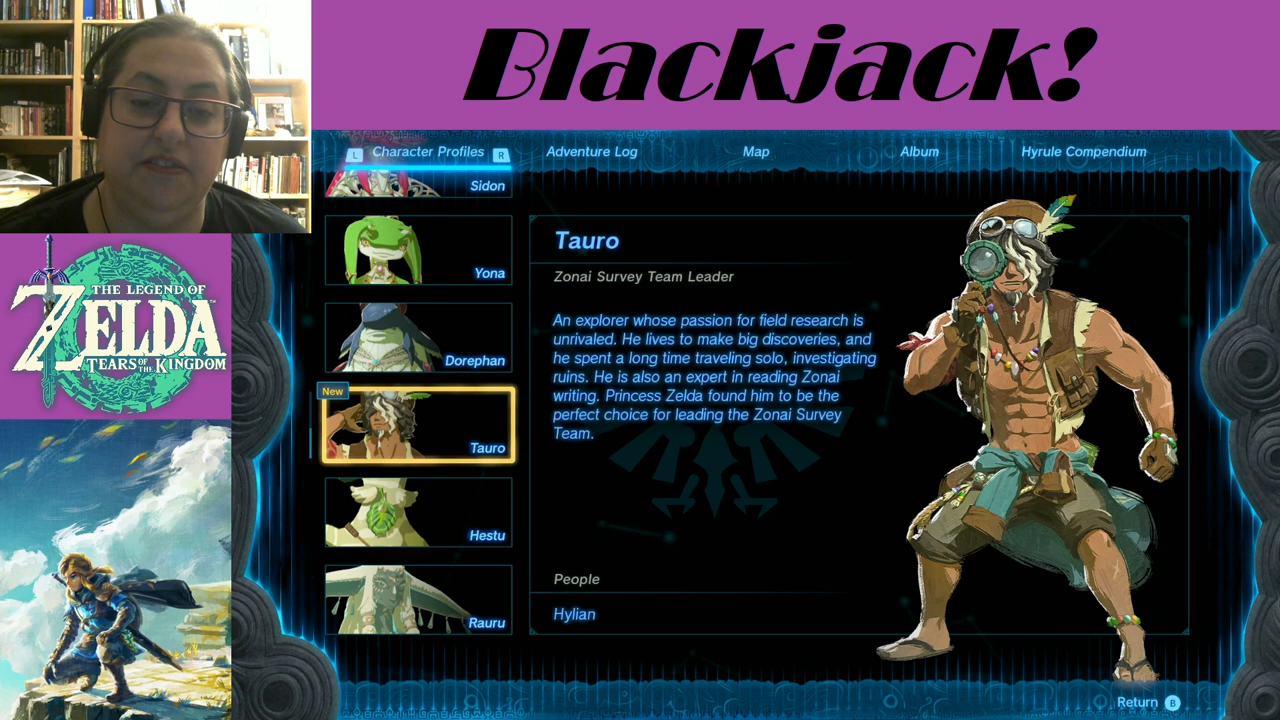 Blackjack!
L Character Profiles R
Adventure Log
Map
Album
Hyrule Compendium
Sidon
Yona
Dorephan
New
Tauro
Hestu
Rauru
Tauro
Zonai Survey Team Leader
An explorer whose passion for field research is
unrivaled. He lives to make big discoveries, and
he spent a long time traveling solo, investigating
ruins. He is also an expert in reading Zonai
writing. Princess Zelda found him to be the
perfect choice for leading the Zonai Survey
Team.
People
Hylian
Return B
THE LEGEND OF
ZELDA
TEARS OF THE KINGDOM